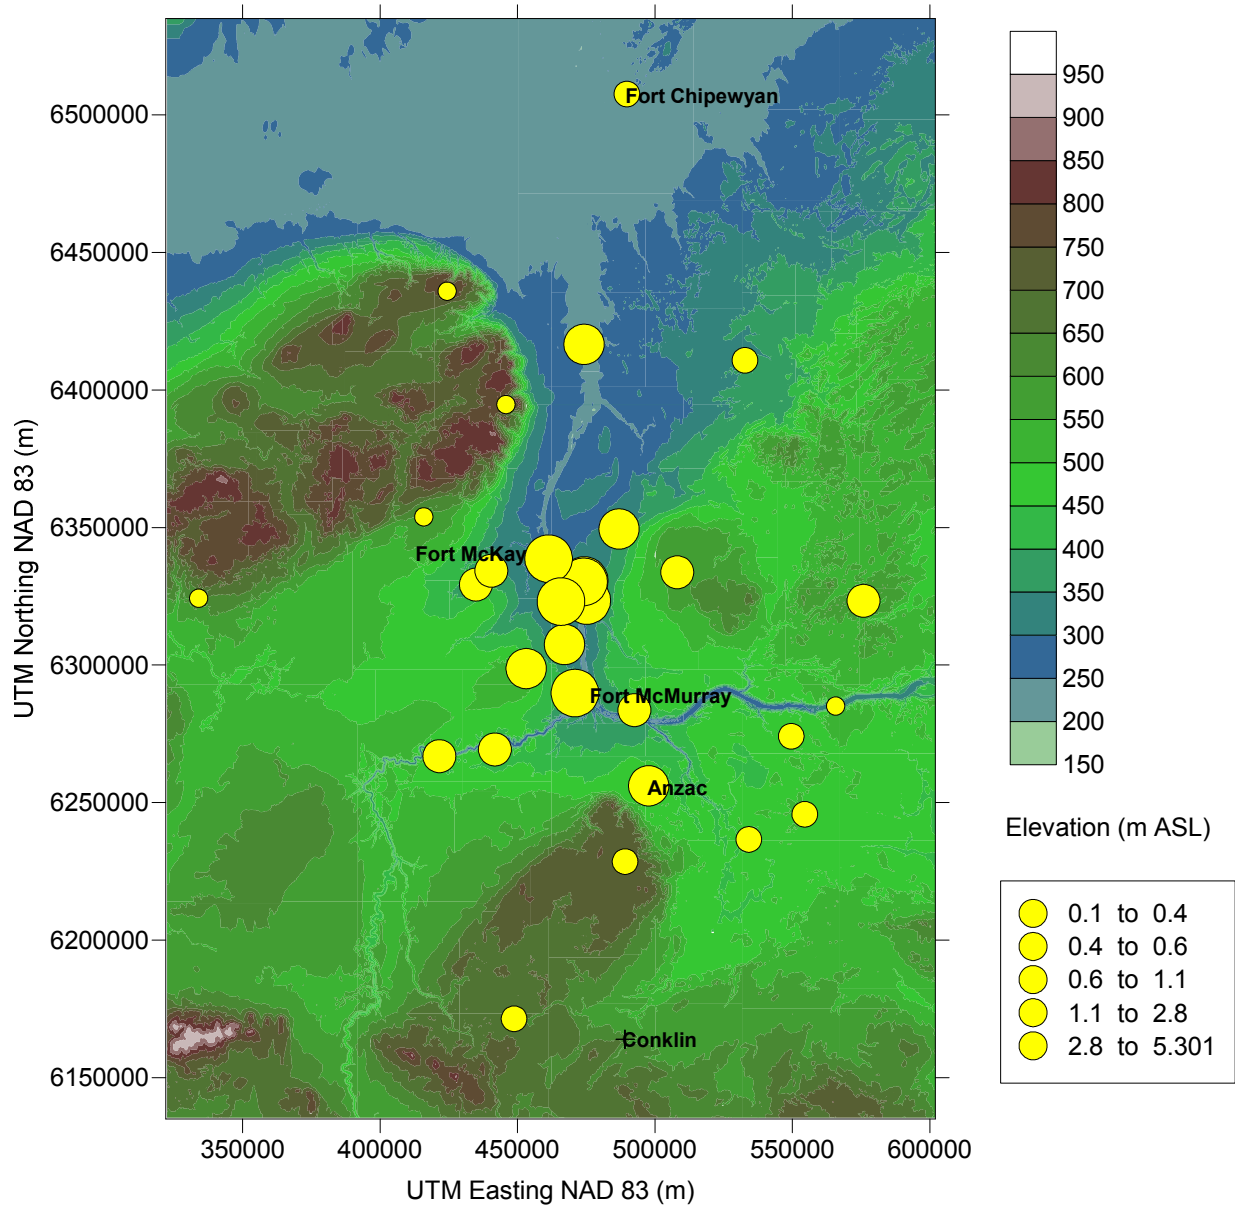 6500000
6450000
6400000
6350000
6300000
6250000
6200000
6150000
UTM Northing NAD 83 (m)
Fort Chipewyan
Fort McKay
Fort McMurray
Anzac
Conklin
350000 400000 450000 500000 550000 600000
UTM Easting NAD 83 (m)
950
900
850
800
750
700
650
600
550
500
450
400
350
300
250
200
150
Elevation (m ASL)
0.1 to 0.4
0.4 to 0.6
0.6 to 1.1
1.1 to 2.8
2.8 to 5.301